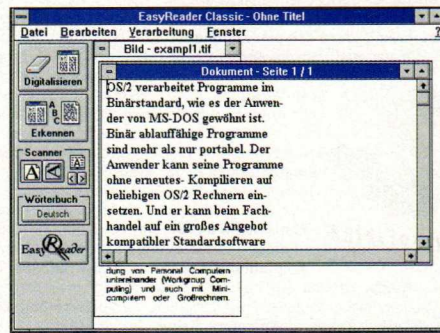 EasyReader Classic - Ohne Titel
Datei Bearbeiten Verarbeitung Fenster ?
Bild - exampl1.tif
Dokument - Seite 1 / 1
Digitalisieren
A
B
C
Erkennen
Scanner
A A A
Wörterbuch
Deutsch
EasyReader
OS/2 verarbeitet Programme im
Binärstandard, wie es der Anwen-
der von MS-DOS gewöhnt ist.
Binär ablauffähige Programme
sind mehr als nur portabel. Der
Anwender kann seine Programme
ohne erneutes- Kompilieren auf
beliebigen OS/2 Rechnern ein-
setzen. Und er kann beim Fach-
handel auf ein großes Angebot
kompatibler Standardsoftware
dung von Personal Computern
untereinander (Workgroup Com-
puting) und auch mit Mini-
computern oder Großrechnern.